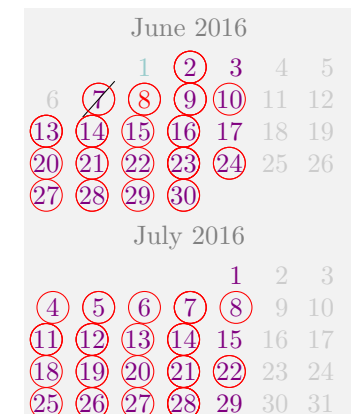 June 2016
1 2 3 4 5
6 7 8 9 10 11 12
13 14 15 16 17 18 19
20 21 22 23 24 25 26
27 28 29 30
July 2016
1 2 3
4 5 6 7 8 9 10
11 12 13 14 15 16 17
18 19 20 21 22 23 24
25 26 27 28 29 30 31